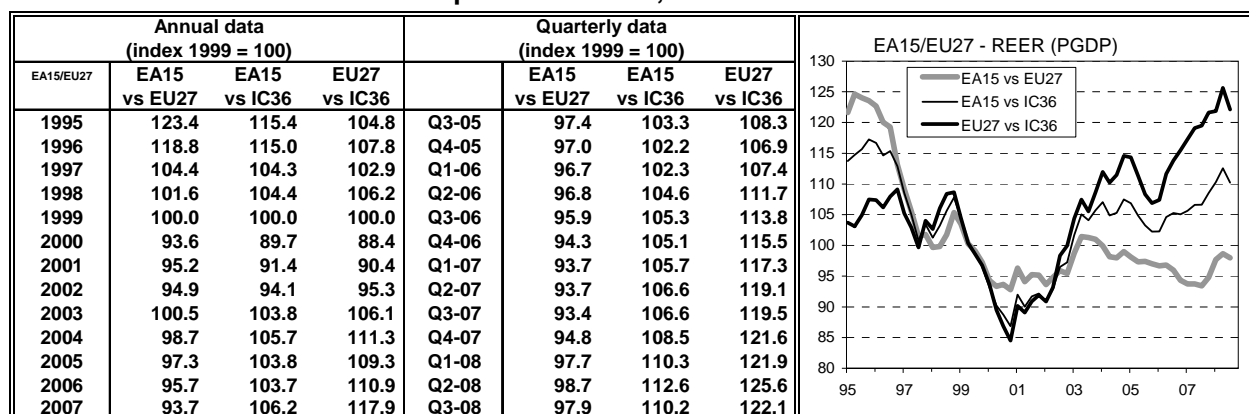 Annual data Quarterly data
(index 1999 = 100) (index 1999 = 100)
EA15/EU27 EA15 EA15 EU27 EA15 EA15 EU27
vs EU27 vs IC36 vs IC36 vs EU27 vs IC36 vs IC36
1995 123.4 115.4 104.8 Q3-05 97.4 103.3 108.3
1996 118.8 115.0 107.8 Q4-05 97.0 102.2 106.9
1997 104.4 104.3 102.9 Q1-06 96.7 102.3 107.4
1998 101.6 104.4 106.2 Q2-06 96.8 104.6 111.7
1999 100.0 100.0 100.0 Q3-06 95.9 105.3 113.8
2000 93.6 89.7 88.4 Q4-06 94.3 105.1 115.5
2001 95.2 91.4 90.4 Q1-07 93.7 105.7 117.3
2002 94.9 94.1 95.3 Q2-07 93.7 106.6 119.1
2003 100.5 103.8 106.1 Q3-07 93.4 106.6 119.5
2004 98.7 105.7 111.3 Q4-07 94.8 108.5 121.6
2005 97.3 103.8 109.3 Q1-08 97.7 110.3 121.9
2006 95.7 103.7 110.9 Q2-08 98.7 112.6 125.6
2007 93.7 106.2 117.9 Q3-08 97.9 110.2 122.1
EA15/EU27 - REER (PGDP)
EA15 vs EU27
EA15 vs IC36
EU27 vs IC36
130
125
120
115
110
105
100
95
90
85
80
95 97 99 01 03 05 07